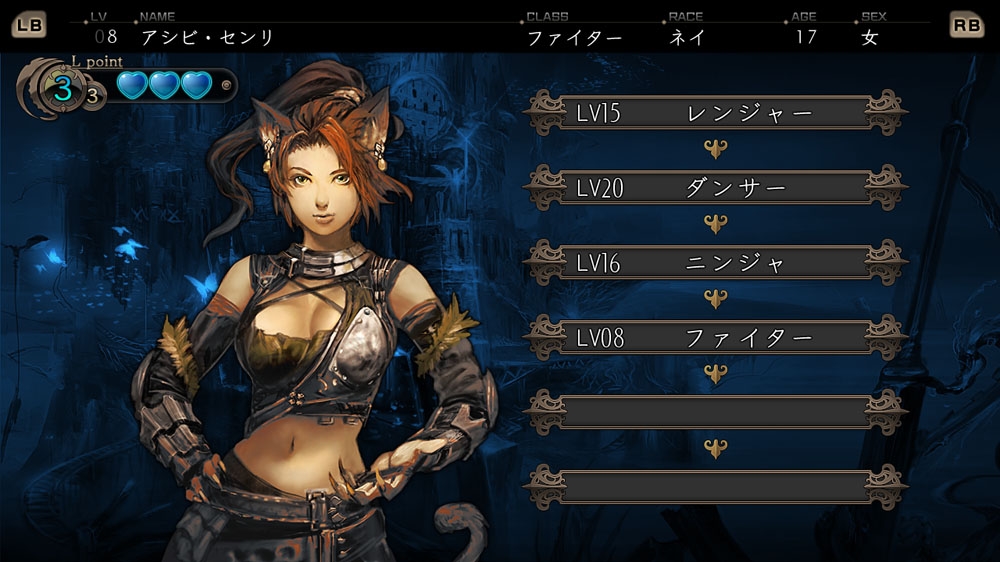 LB LV NAME CLASS RACE AGE SEX RB
08 アシビ・センリ ファイター ネイ 17 女
L point
3 3
LV15 レンジャー
LV20 ダンサー
LV16 ニンジャ
LV08 ファイター